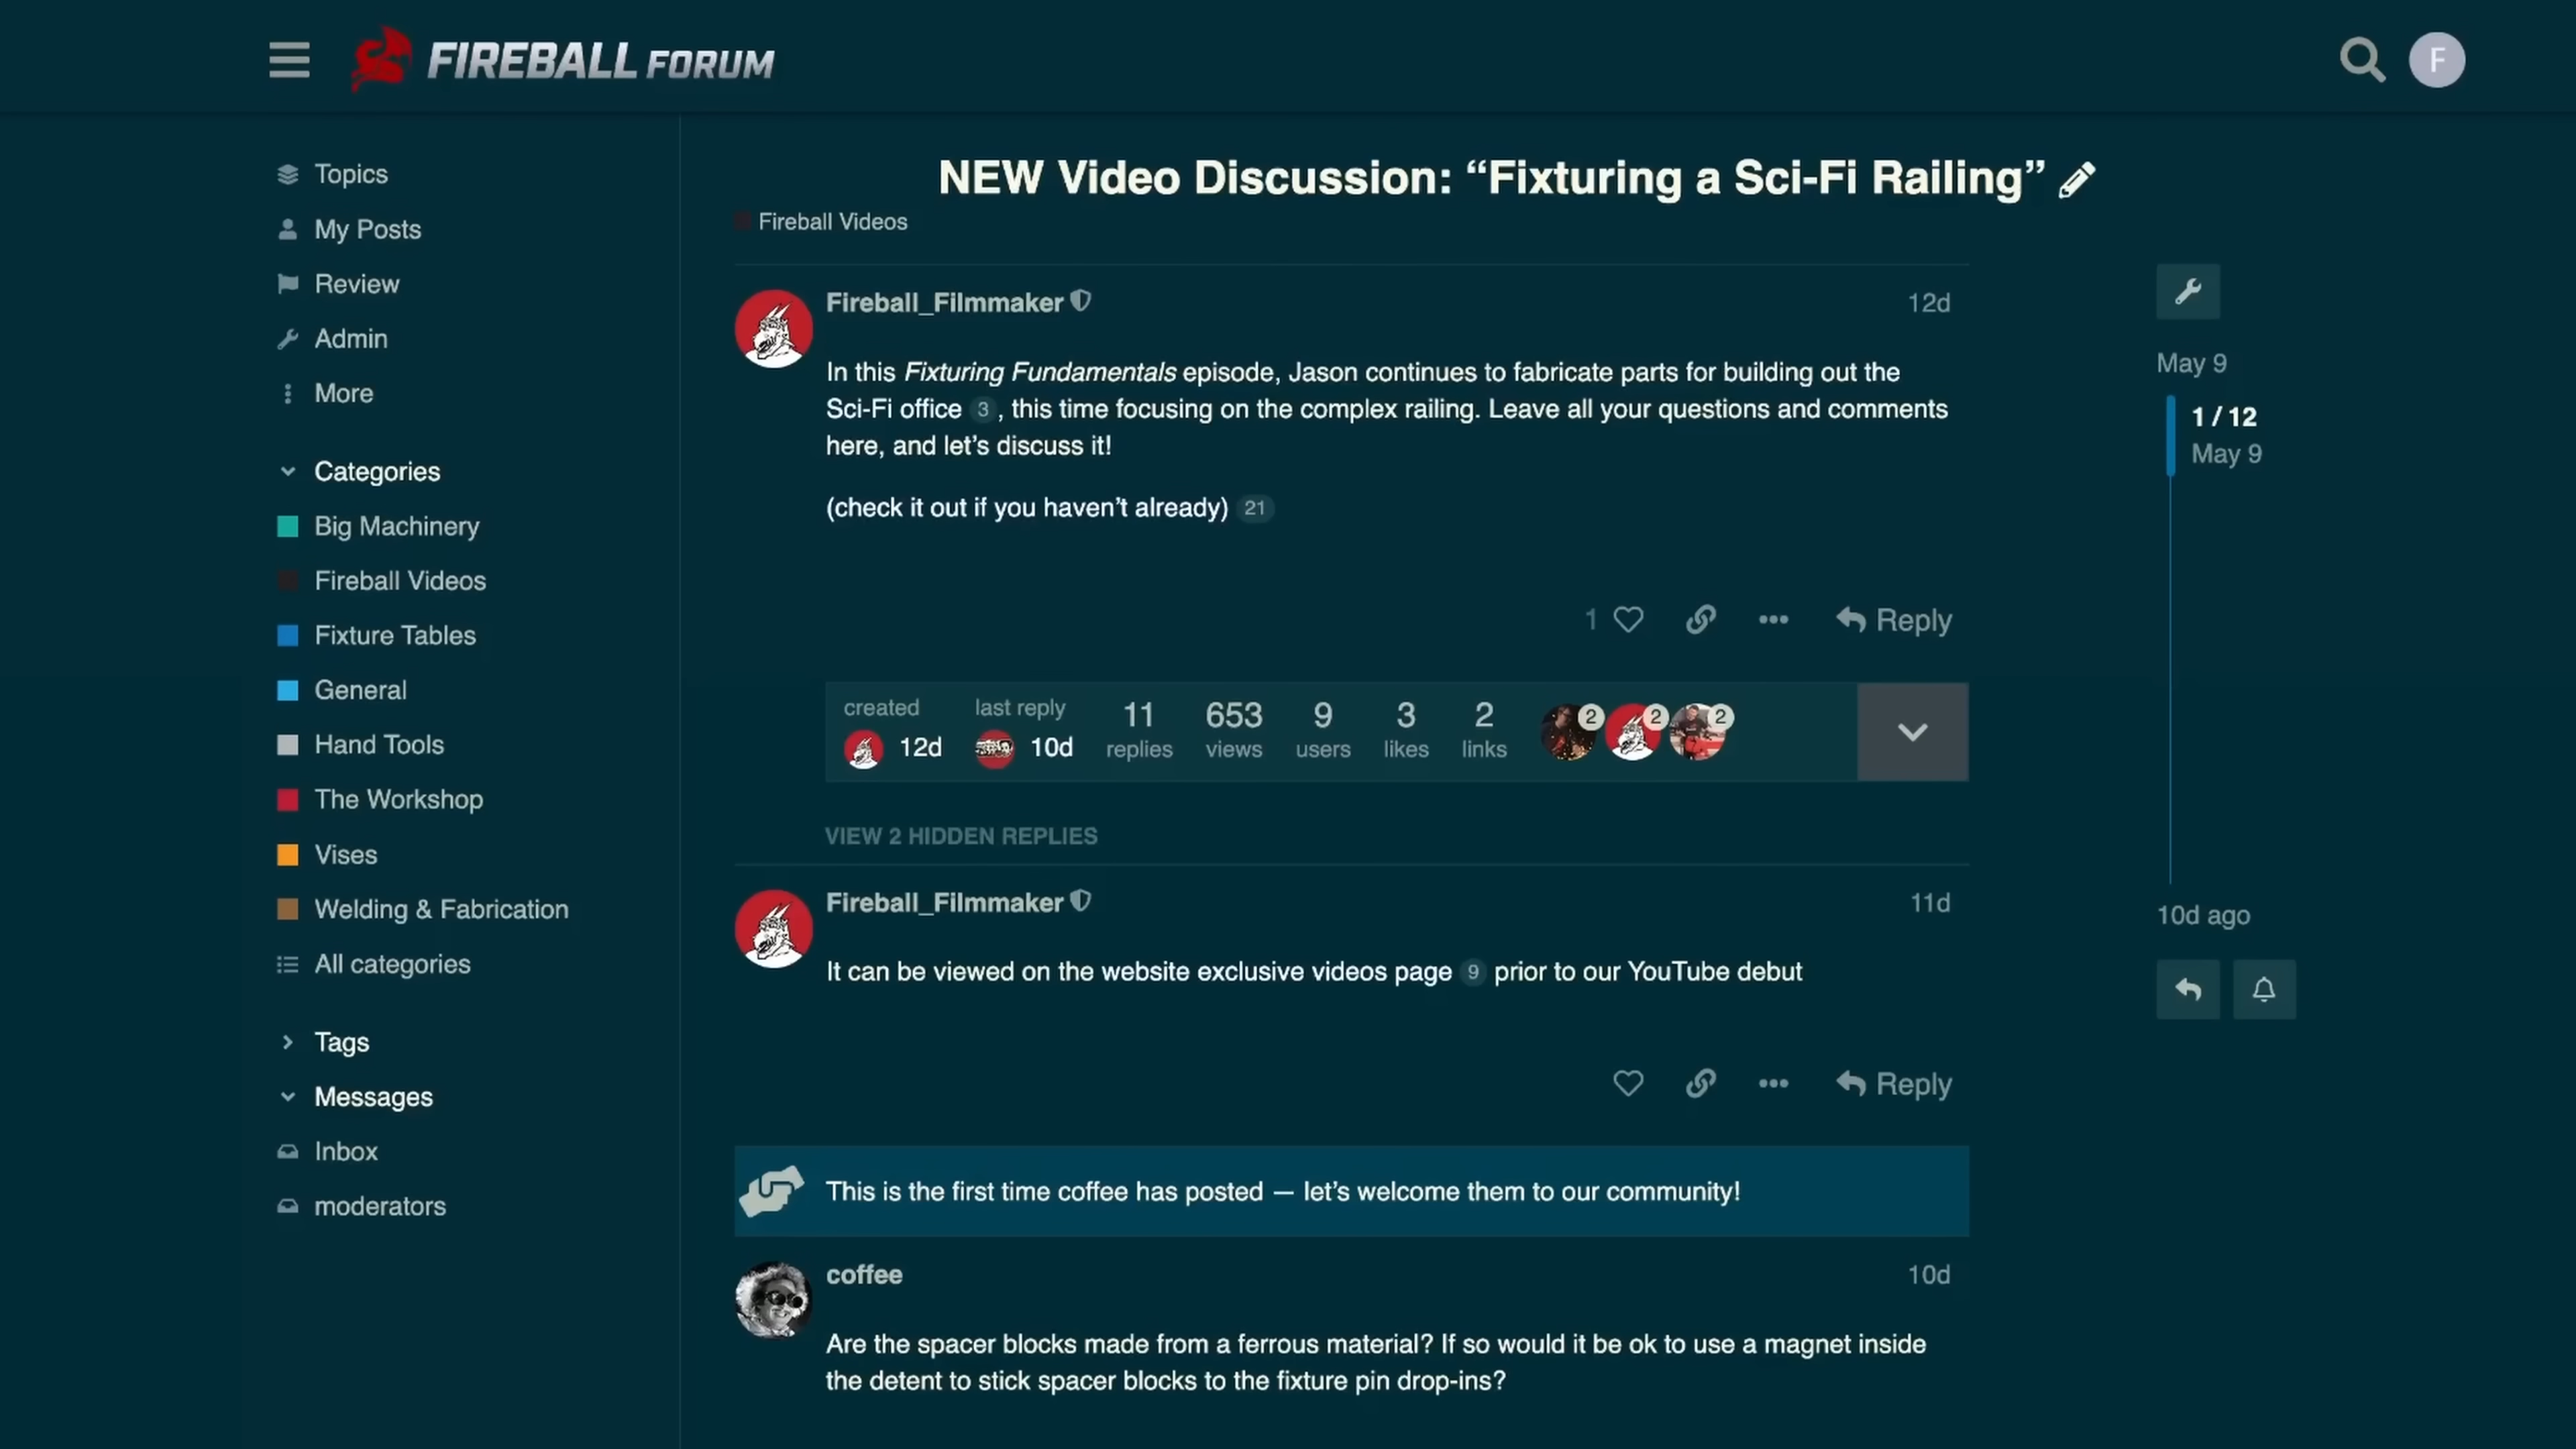 FIREBALL FORUM
F
Topics
My Posts
Review
Admin
More
Categories
Big Machinery
Fireball Videos
Fixture Tables
General
Hand Tools
The Workshop
Vises
Welding & Fabrication
All categories
Tags
Messages
Inbox
moderators
NEW Video Discussion: “Fixturing a Sci-Fi Railing”
Fireball Videos
Fireball_Filmmaker 12d
In this Fixturing Fundamentals episode, Jason continues to fabricate parts for building out the
Sci-Fi office 3 , this time focusing on the complex railing. Leave all your questions and comments
here, and let’s discuss it!
(check it out if you haven’t already) 21
1 Reply
created last reply 11 653 9 3 2 2 2 2
12d 10d replies views users likes links
VIEW 2 HIDDEN REPLIES
Fireball_Filmmaker 11d
It can be viewed on the website exclusive videos page 9 prior to our YouTube debut
Reply
This is the first time coffee has posted — let’s welcome them to our community!
coffee 10d
Are the spacer blocks made from a ferrous material? If so would it be ok to use a magnet inside
the detent to stick spacer blocks to the fixture pin drop-ins?
May 9
1 / 12
May 9
10d ago